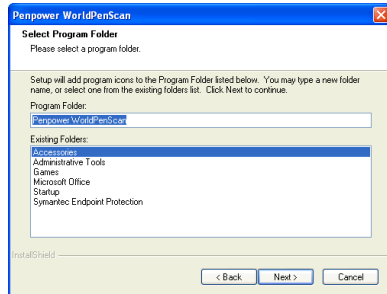 Penpower WorldPenScan
Select Program Folder
Please select a program folder.
Setup will add program icons to the Program Folder listed below. You may type a new folder
name, or select one from the existing folders list. Click Next to continue.
Program Folder:
Penpower WorldPenScan
Existing Folders:
Accessories
Administrative Tools
Games
Microsoft Office
Startup
Symantec Endpoint Protection
InstallShield
< Back Next > Cancel